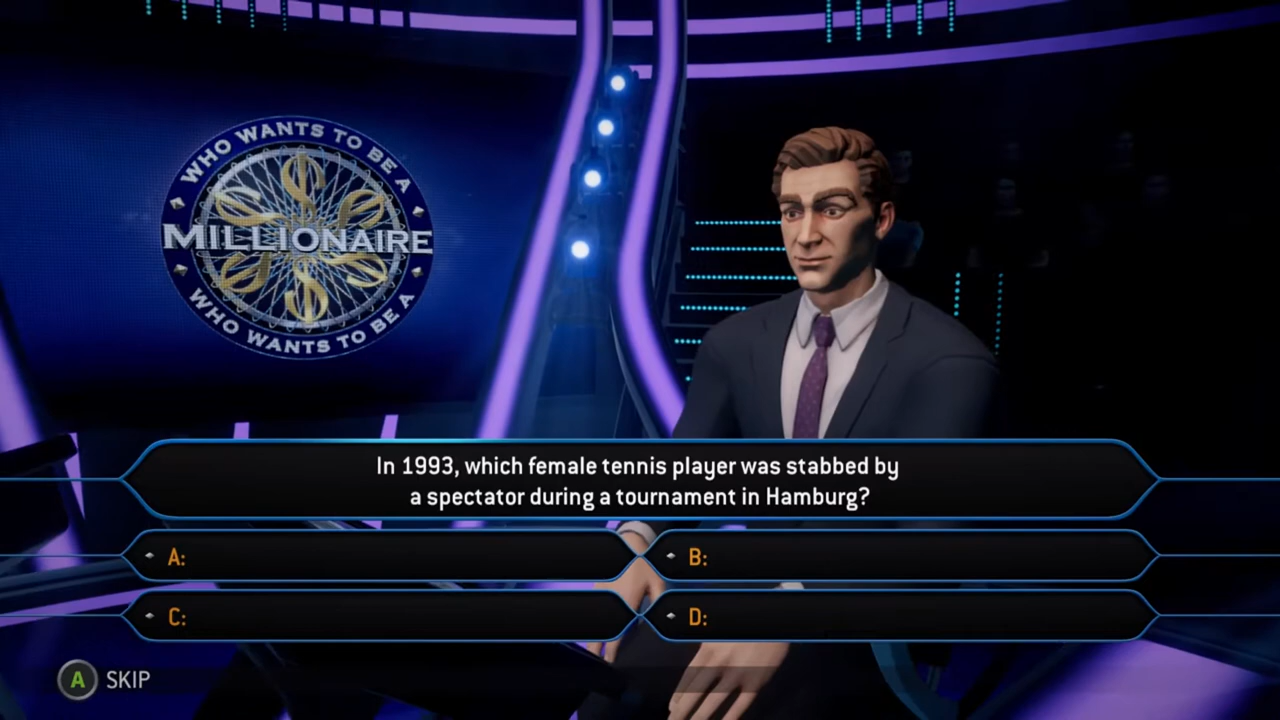 WHO WANTS TO BE A
MILLIONAIRE
WHO WANTS TO BE A
In 1993, which female tennis player was stabbed by
a spectator during a tournament in Hamburg?
A:
B:
C:
D:
A SKIP